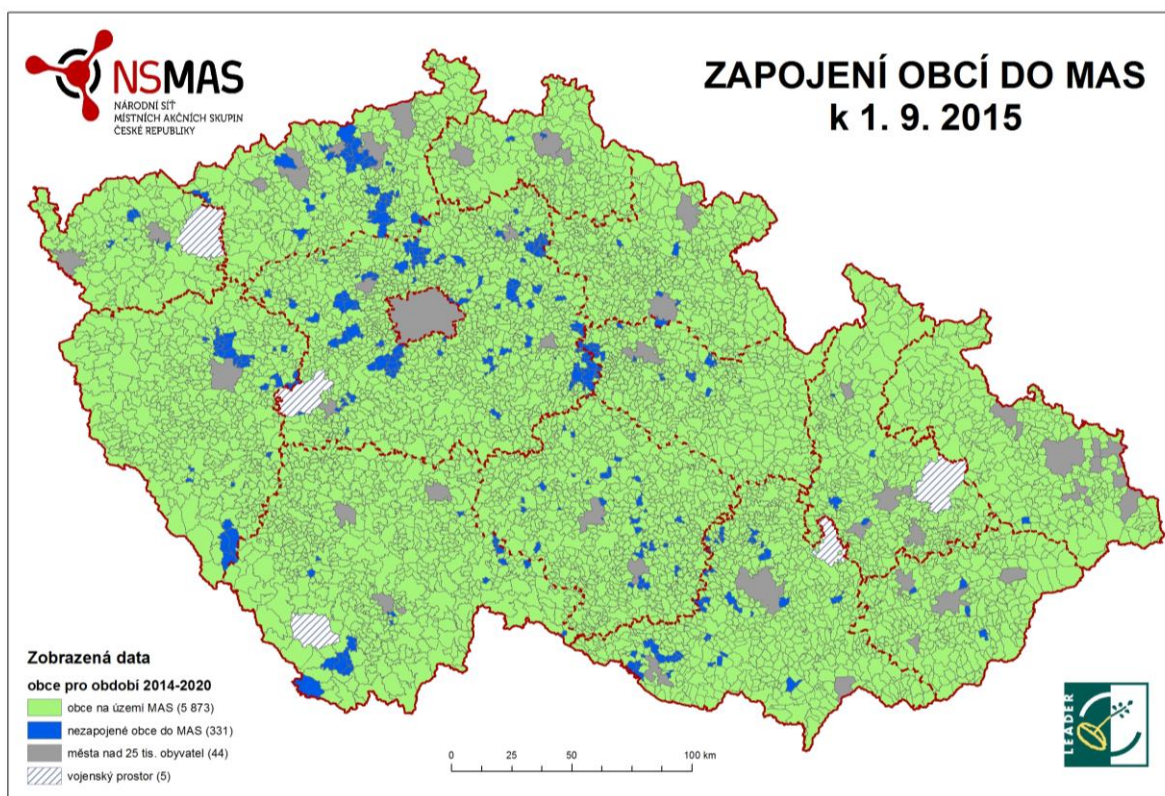 NSMAS
NÁRODNÍ SÍŤ
MÍSTNÍCH AKČNÍCH SKUPIN
ČESKÉ REPUBLIKY
ZAPOJENÍ OBCÍ DO MAS
k 1. 9. 2015
Zobrazená data
obce pro období 2014-2020
obce na území MAS (5 873)
nezapojené obce do MAS (331)
města nad 25 tis. obyvatel (44)
vojenský prostor (5)
0 25 50 100 km
LEADER